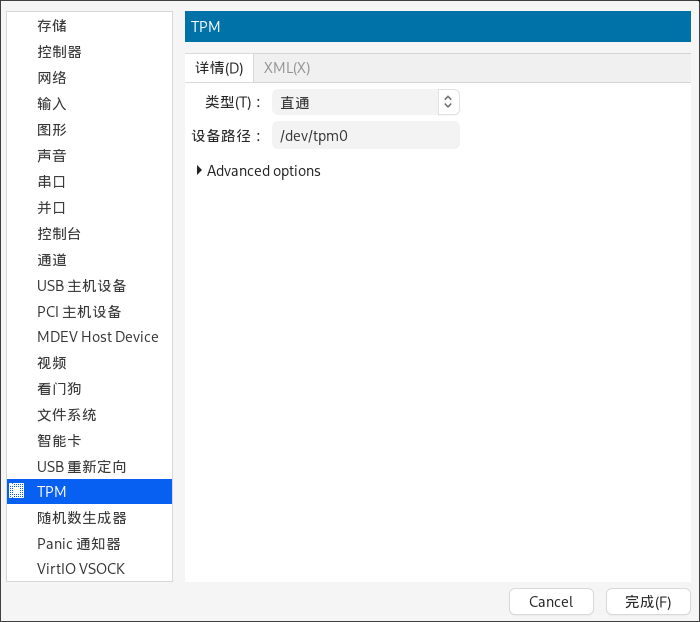 存储
控制器
网络
输入
图形
声音
串口
并口
控制台
通道
USB 主机设备
PCI 主机设备
MDEV Host Device
视频
看门狗
文件系统
智能卡
USB 重新定向
TPM
随机数生成器
Panic 通知器
VirtIO VSOCK
TPM
详情(D) XML(X)
类型(T)： 直通
设备路径： /dev/tpm0
Advanced options
Cancel 完成(F)